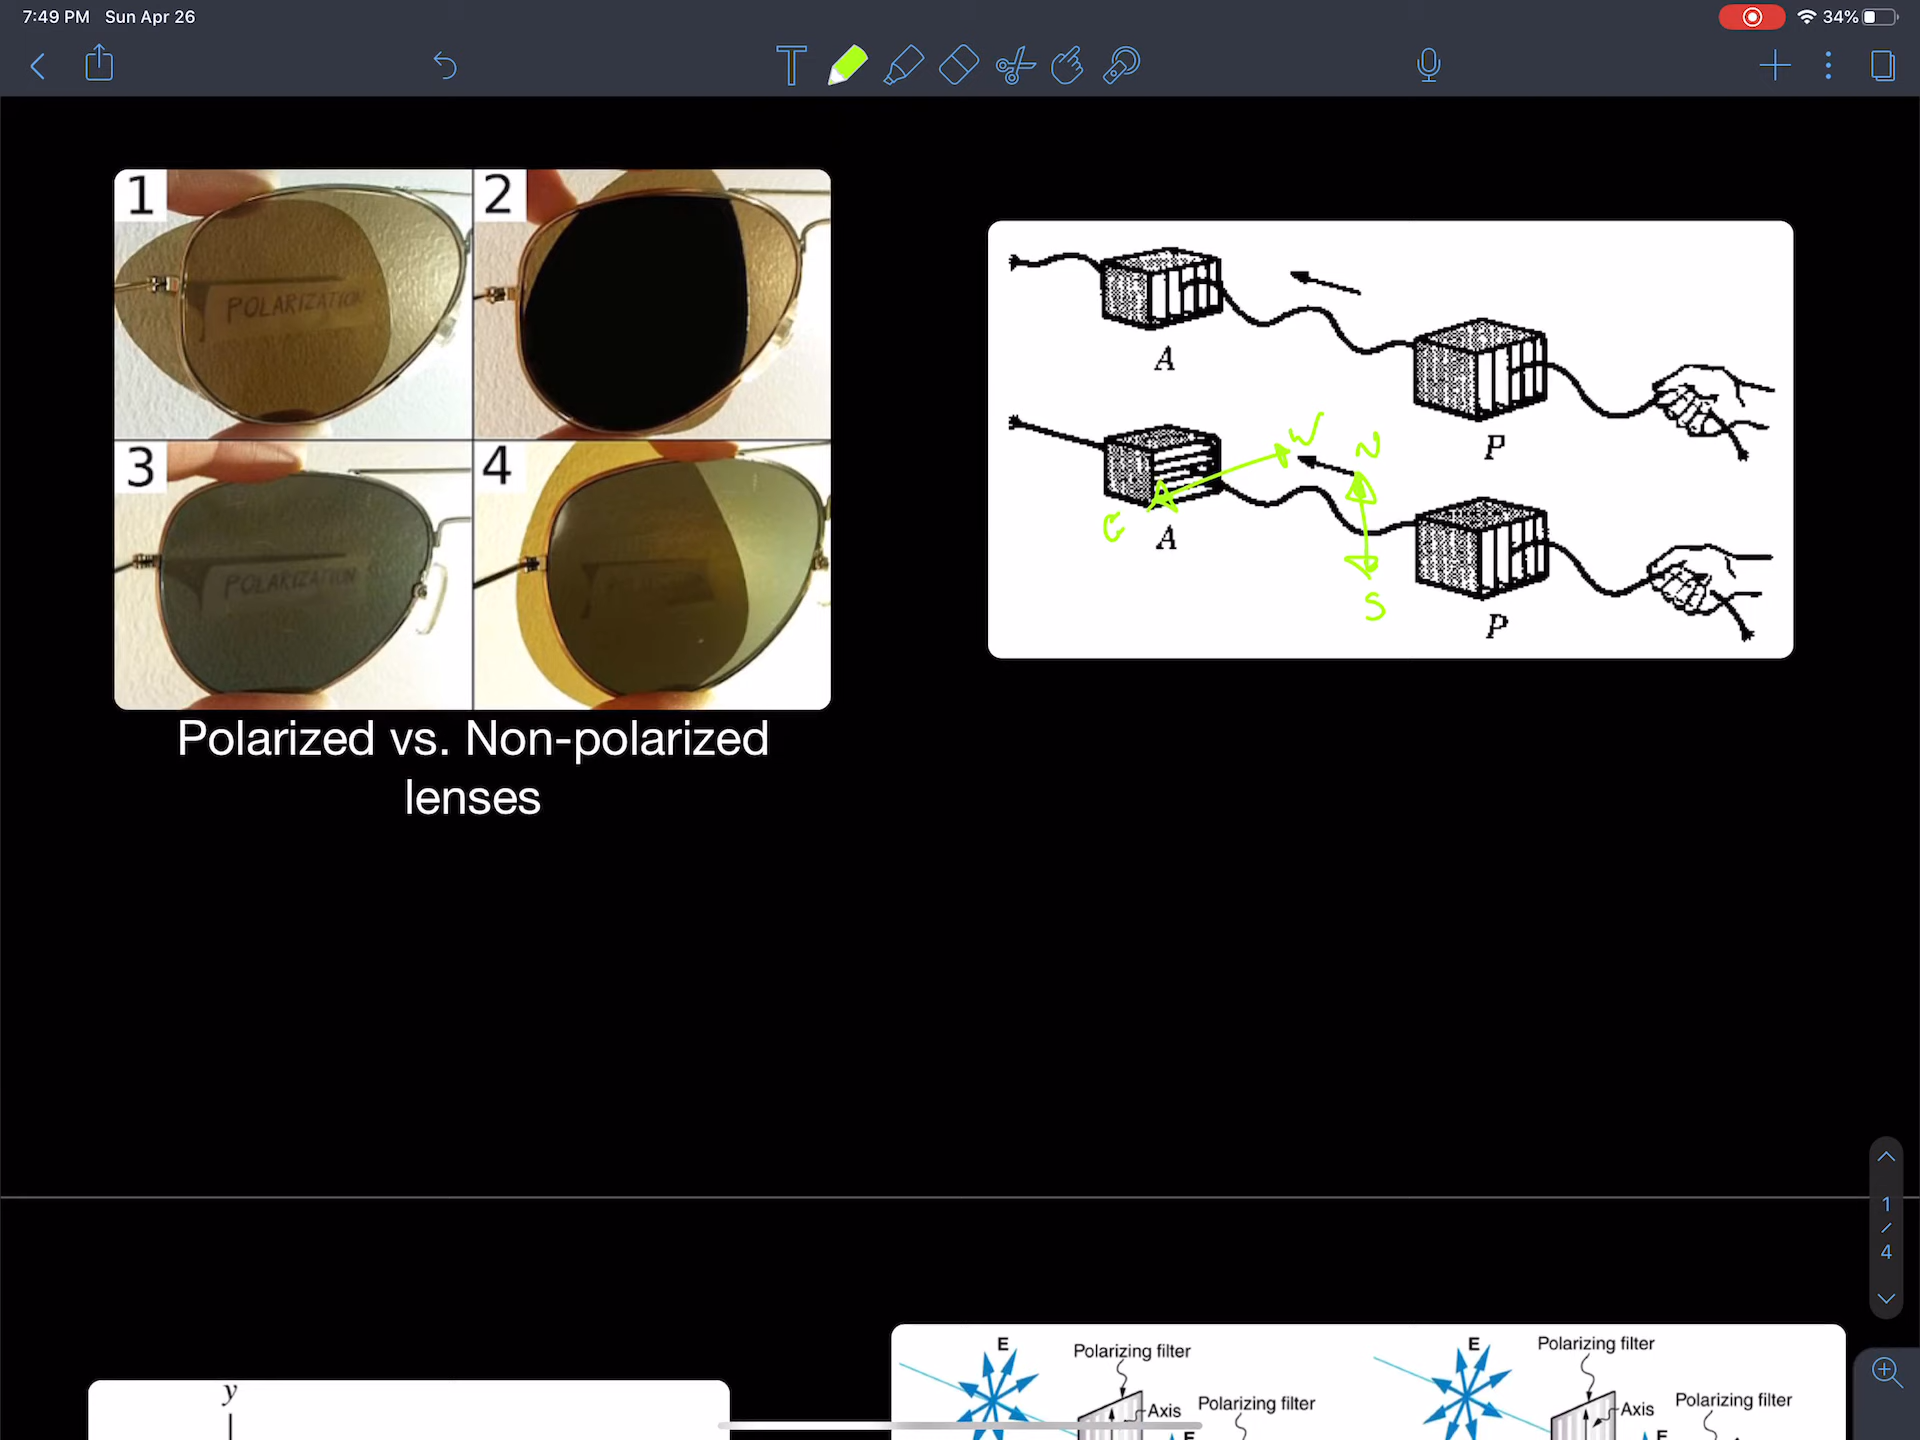 7:49 PM Sun Apr 26
34%
T
1
2
POLARIZATION
3
4
POLARIZATION
Polarized vs. Non-polarized
lenses
A
P
W
N
A
S
P
1
/
4
y
E
Polarizing filter
Axis
Polarizing filter
E
E
Polarizing filter
Axis
Polarizing filter
E